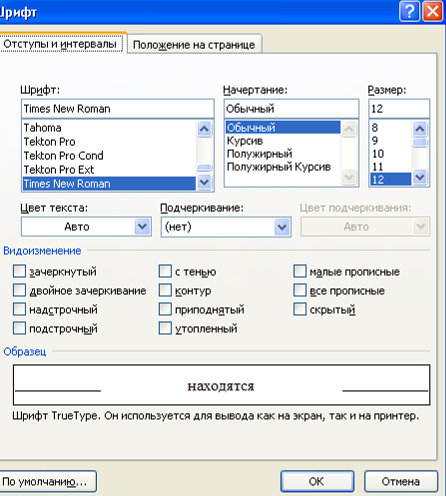 Шрифт
Отступы и интервалы Положение на странице
Шрифт: Начертание: Размер:
Times New Roman Обычный 12
Tahoma Обычный 8
Tekton Pro Курсив 9
Tekton Pro Cond Полужирный 10
Tekton Pro Ext Полужирный Курсив 11
Times New Roman 12
Цвет текста: Подчеркивание: Цвет подчеркивания:
Авто (нет) Авто
Видоизменение
зачеркнутый с тенью малые прописные
двойное зачеркивание контур все прописные
надстрочный приподнятый скрытый
подстрочный утопленный
Образец
находятся
Шрифт TrueType. Он используется для вывода как на экран, так и на принтер.
По умолчанию... ОК Отмена